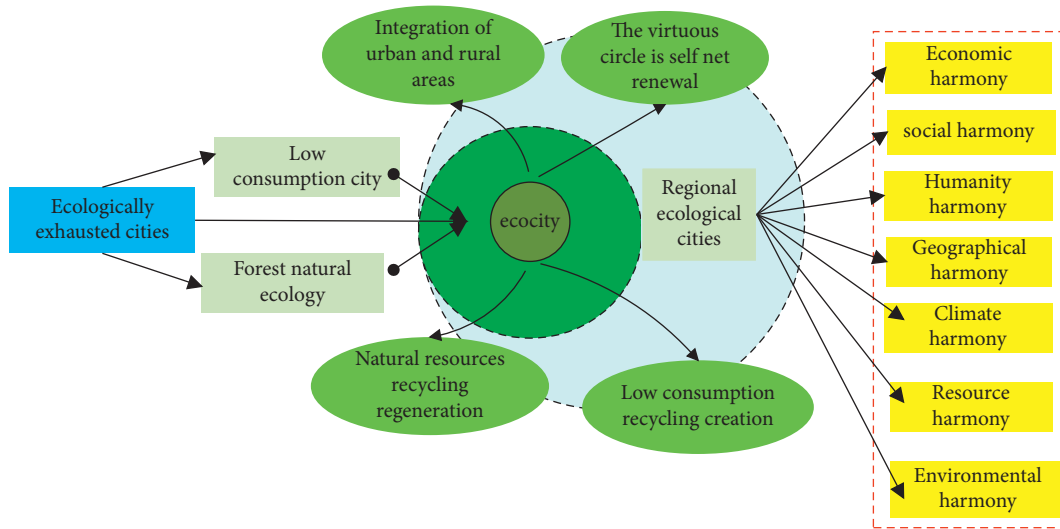 Integration of
urban and rural
areas
The virtuous
circle is self net
renewal
Low
consumption city
Ecologically
exhausted cities
Forest natural
ecology
ecocity
Regional
ecological
cities
Natural resources
recycling
regeneration
Low consumption
recycling creation
Economic
harmony
social harmony
Humanity
harmony
Geographical
harmony
Climate
harmony
Resource
harmony
Environmental
harmony